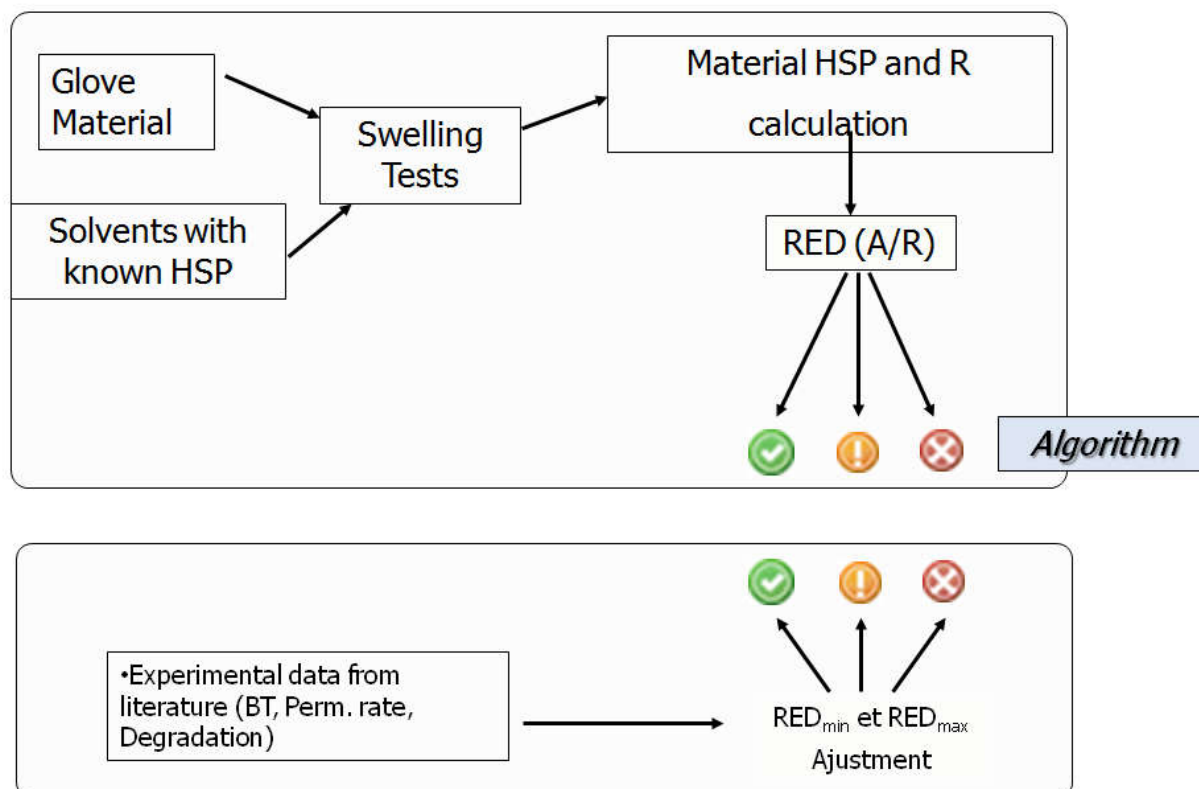 Glove
Material
Solvents with
known HSP
Swelling
Tests
Material HSP and R
calculation
RED (A/R)
Algorithm
•Experimental data from
literature (BT, Perm. rate,
Degradation)
REDmin et REDmax
Ajustment